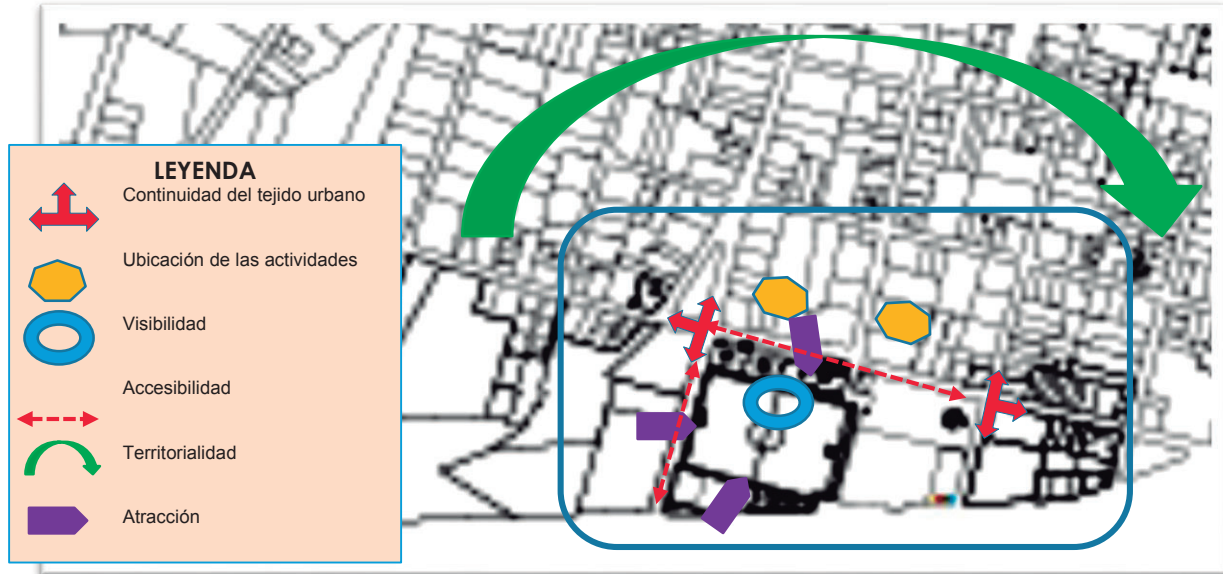 LEYENDA
Continuidad del tejido urbano
Ubicación de las actividades
Visibilidad
Accesibilidad
Territorialidad
Atracción